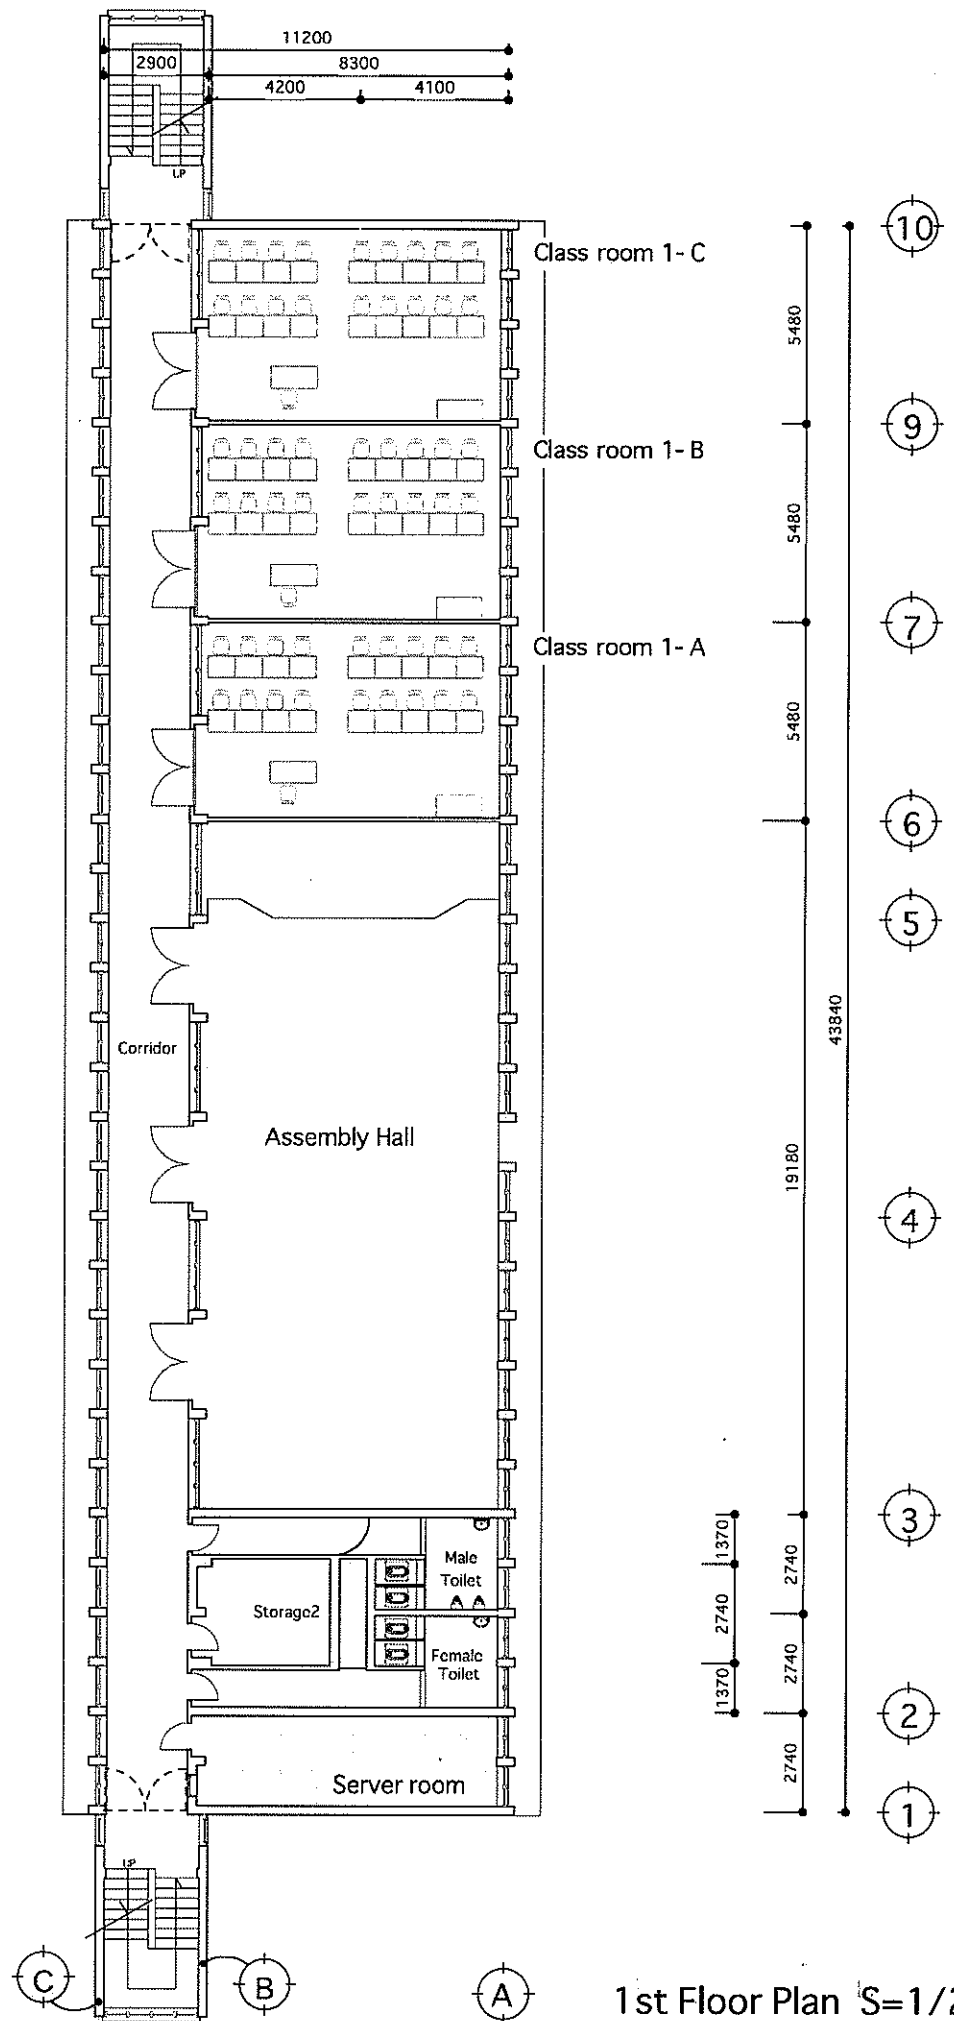 11200
2900 8300
4200 4100
UP
10
Class room 1-C
5480
9
Class room 1-B
5480
7
Class room 1-A
5480
6
5
43840
Corridor
Assembly Hall
19180
4
3
1370
2740
Male
Toilet
Storage2
2740
2740
Female
Toilet
1370
2
2740
Server room
1
UP
C B A
1st Floor Plan S=1/2